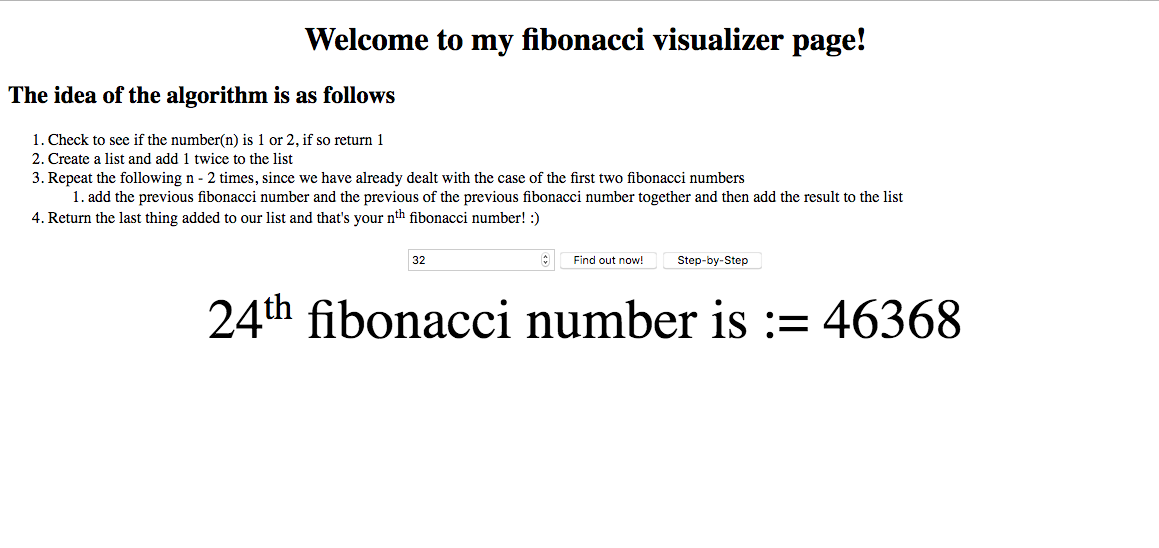 Welcome to my fibonacci visualizer page!
The idea of the algorithm is as follows
1. Check to see if the number(n) is 1 or 2, if so return 1
2. Create a list and add 1 twice to the list
3. Repeat the following n - 2 times, since we have already dealt with the case of the first two fibonacci numbers
1. add the previous fibonacci number and the previous of the previous fibonacci number together and then add the result to the list
4. Return the last thing added to our list and that's your nth fibonacci number! :)
32 Find out now! Step-by-Step
24th fibonacci number is := 46368